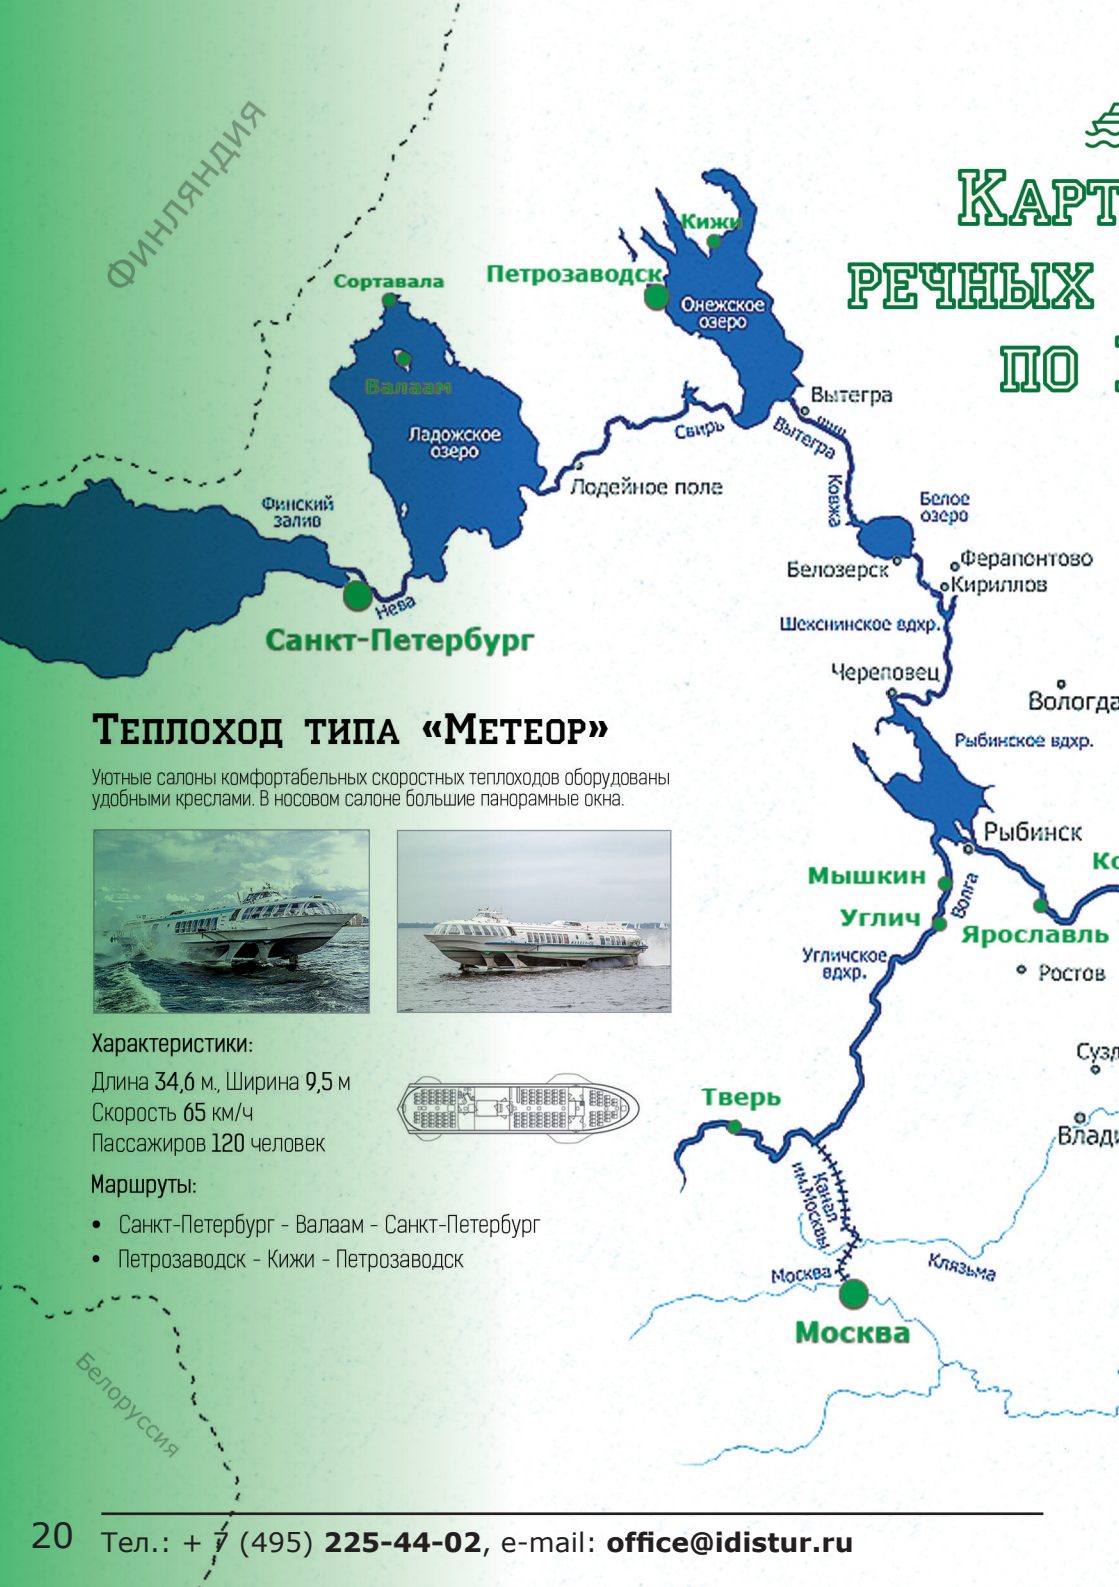 Финляндия
Карт
речных
по
Кижи
Петрозаводск
Сортавала
Онежское
озеро
Валаам
Вытегра
Ладожское
озеро
Свирь
Вытегра
Лодейное поле
Ковжа
Белое
озеро
Финский
залив
Белозерск
Ферапонтово
Кириллов
Нева
Шекснинское вдхр.
Санкт-Петербург
Череповец
Вологда
Рыбинское вдхр.
Теплоход типа «Метеор»
Уютные салоны комфортабельных скоростных теплоходов оборудованы
удобными креслами. В носовом салоне большие панорамные окна.
Рыбинск
Ко
Мышкин
Волга
Углич
Ярославль
Угличское
вдхр.
Ростов
Характеристики:
Длина 34,6 м., Ширина 9,5 м
Скорость 65 км/ч
Пассажиров 120 человек
Сузд
Тверь
Влади
Канал
им.Москвы
Маршруты:
• Санкт-Петербург - Валаам - Санкт-Петербург
• Петрозаводск - Кижи - Петрозаводск
Клязьма
Москва
Москва
Белоруссия
20 Тел.: + 7 (495) 225-44-02, e-mail: office@idistur.ru